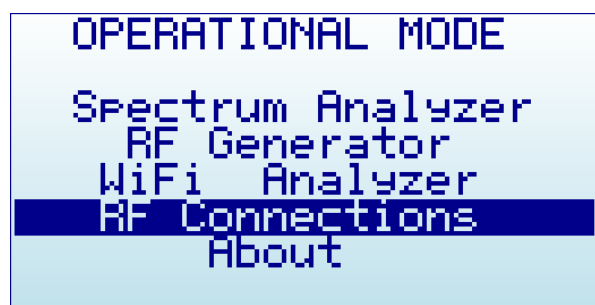 OPERATIONAL MODE
Spectrum Analyzer
RF Generator
WiFi Analyzer
RF Connections
About